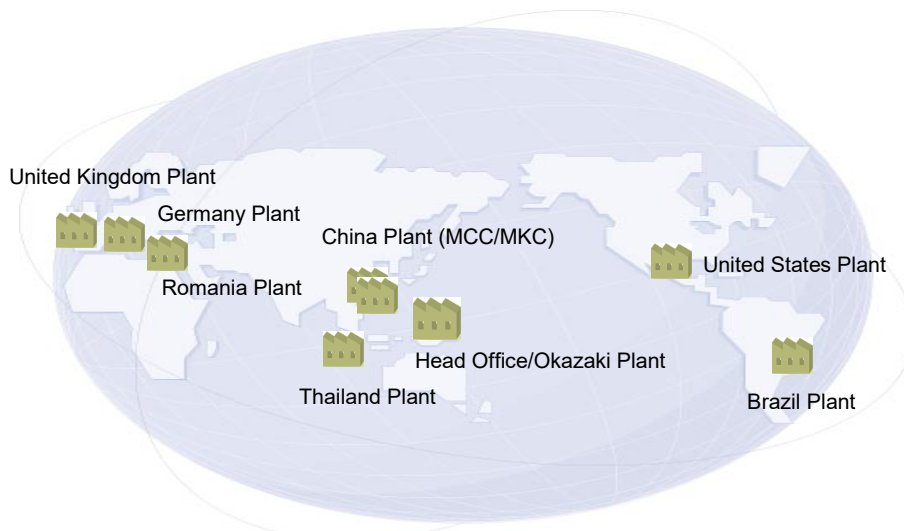 United Kingdom Plant
Germany Plant
China Plant (MCC/MKC)
United States Plant
Romania Plant
Head Office/Okazaki Plant
Thailand Plant
Brazil Plant